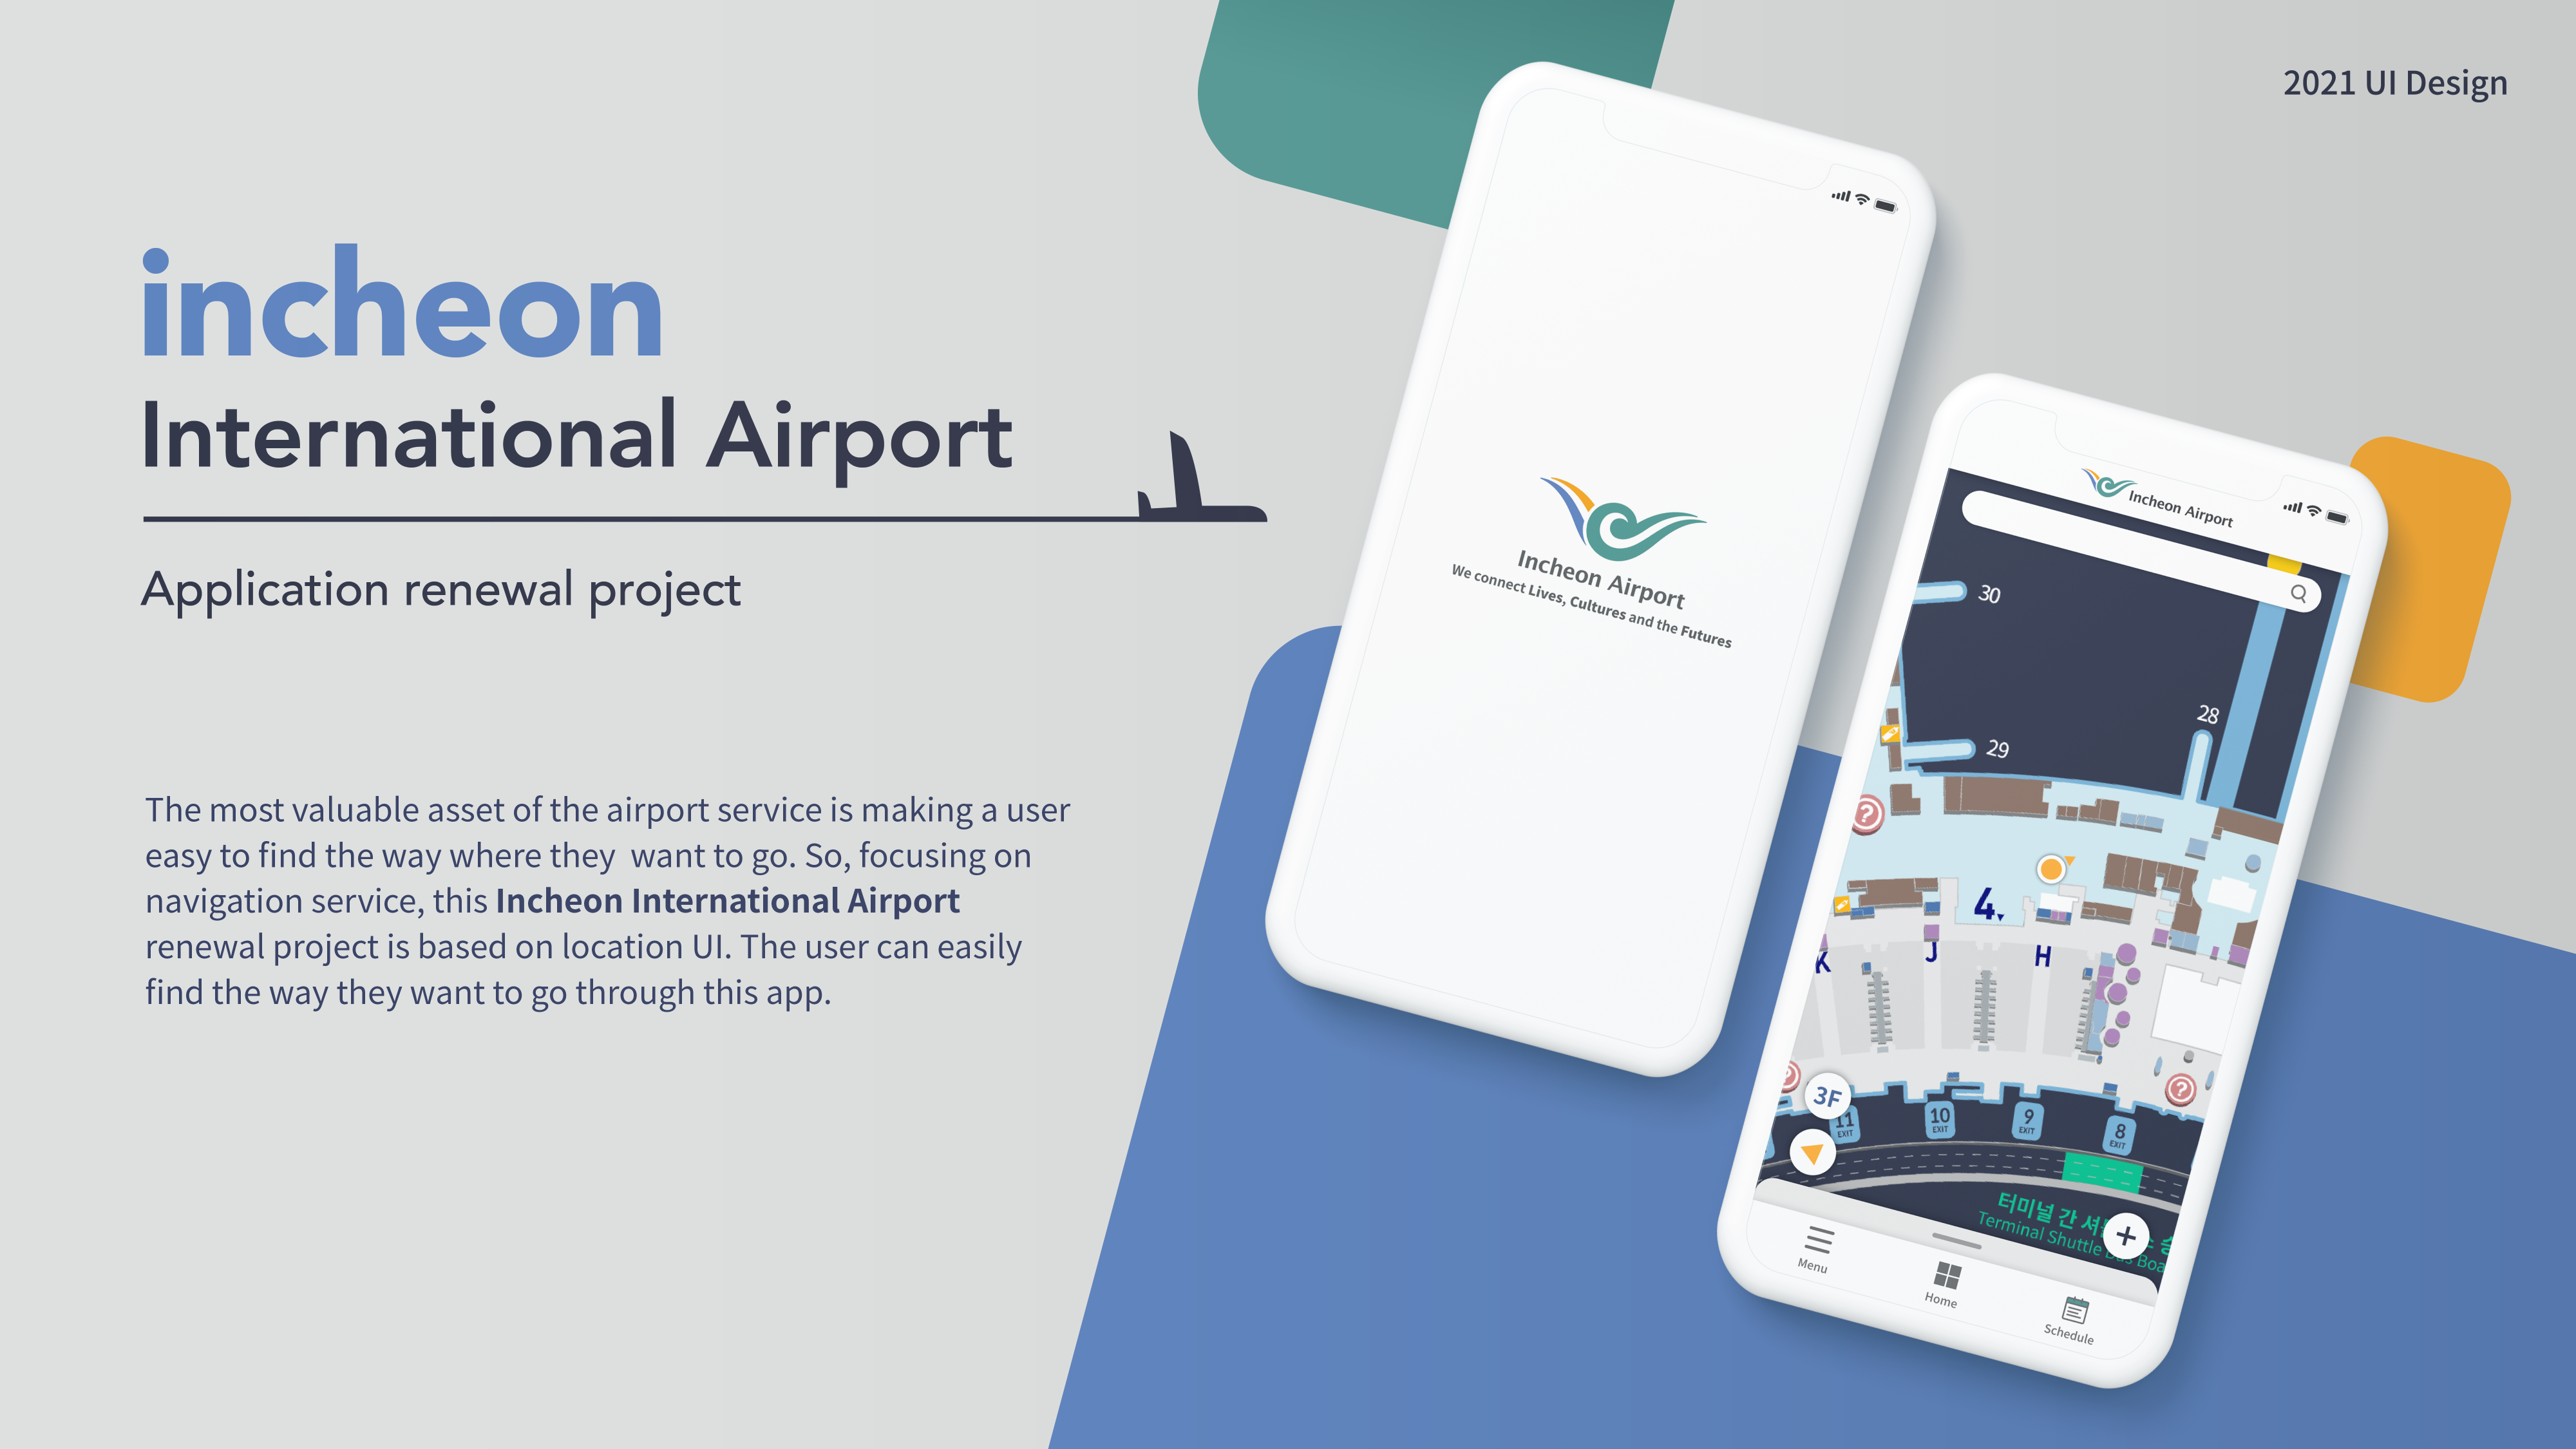 2021 UI Design
incheon
International Airport
Application renewal project
The most valuable asset of the airport service is making a user
easy to find the way where they  want to go. So, focusing on
navigation service, this Incheon International Airport
renewal project is based on location UI. The user can easily
find the way they want to go through this app.
Incheon Airport
We connect Lives, Cultures and the Futures
Incheon Airport
30
28
29
?
4
K
J
H
?
?
3F
11
EXIT
10
EXIT
9
EXIT
8
EXIT
터미널 간
Terminal Shuttle
+
Menu
Home
Schedule